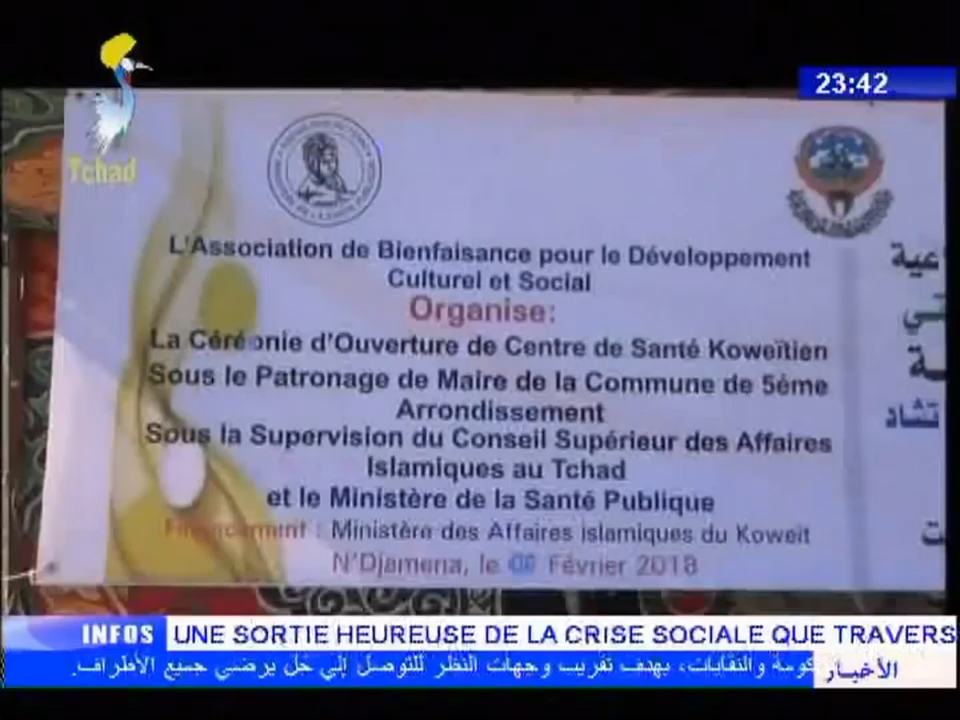 23:42
Tchad
L'Association de Bienfaisance pour le Développement
Culturel et Social
Organise:
La Céréonie d'Ouverture de Centre de Santé Koweïtien
Sous le Patronage de Maire de la Commune de 5éme
Arrondissement
Sous la Supervision du Conseil Supérieur des Affaires
Islamiques au Tchad
et le Ministère de la Santé Publique
Financement : Ministère des Affaires islamiques du Koweit
N'Djamena, le Février 2018
تشاد
INFOS UNE SORTIE HEUREUSE DE LA CRISE SOCIALE QUE TRAVERS
والنقابات، بهدف تقريب وجهات النظر للتوصل إلى حل يرضي جميع الأطراف.
الأخبار